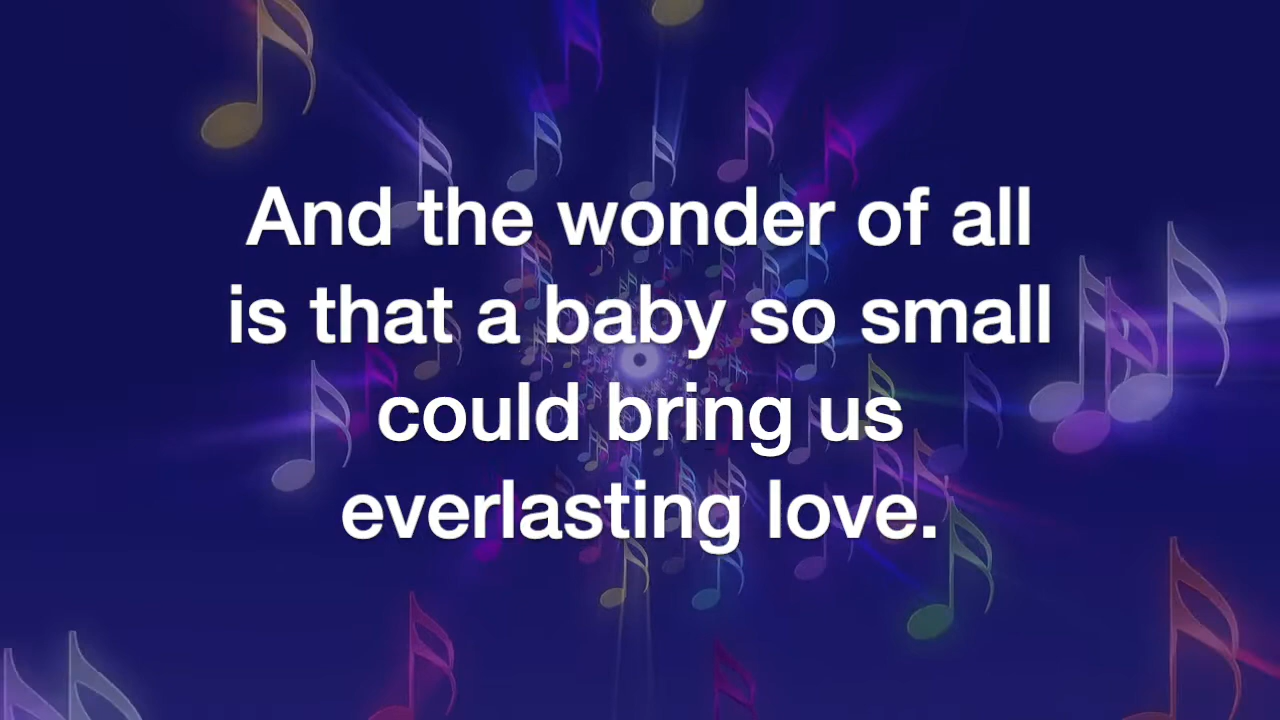 And the wonder of all
is that a baby so small
could bring us
everlasting love.